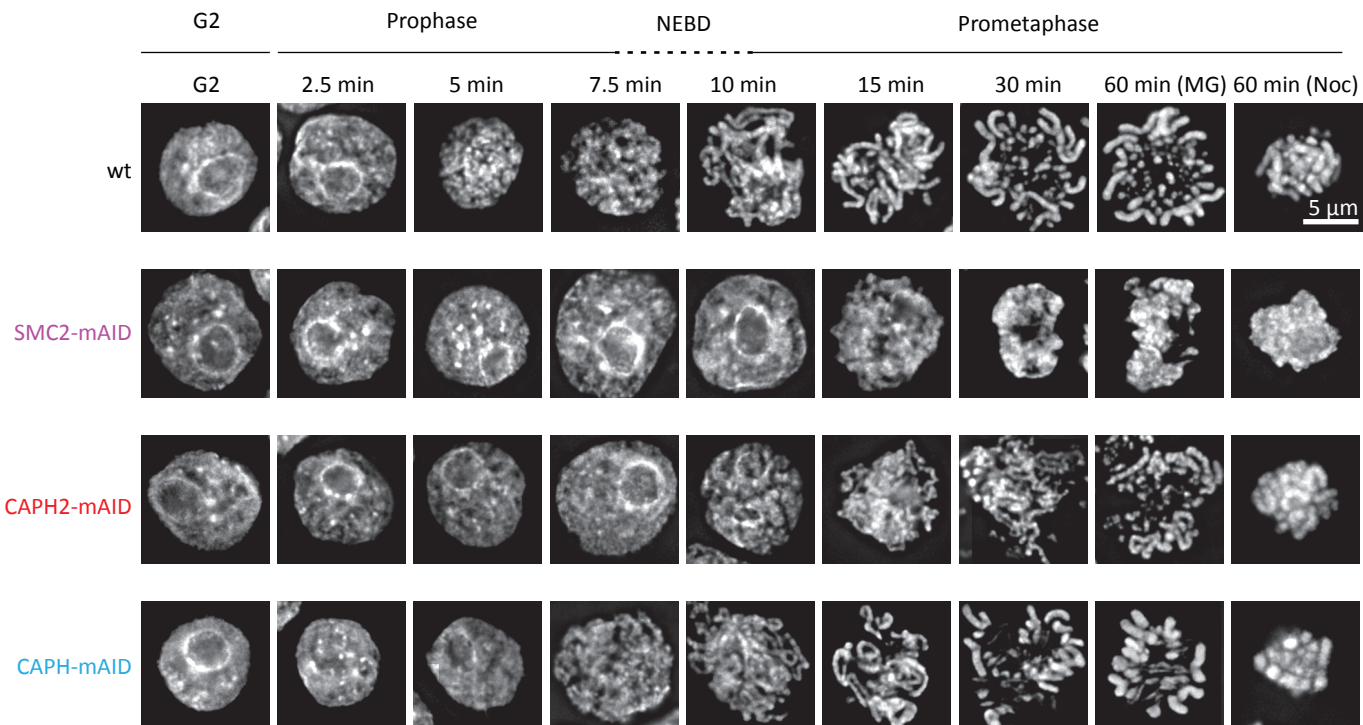 G2 Prophase NEBD Prometaphase
G2 2.5 min 5 min 7.5 min 10 min 15 min 30 min 60 min (MG) 60 min (Noc)
wt
5 µm
SMC2-mAID
CAPH2-mAID
CAPH-mAID